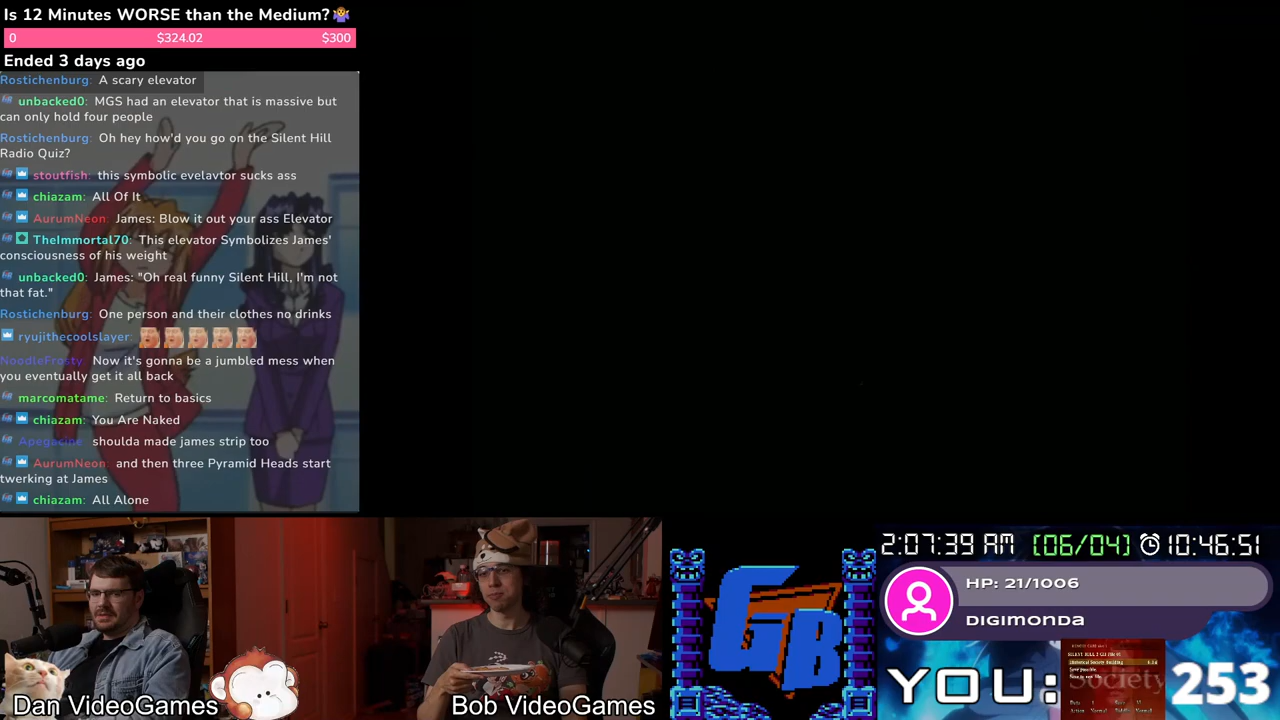 Is 12 Minutes WORSE than the Medium?🤷‍♀️
0 $324.02 $300
Ended 3 days ago
Rostichenburg: A scary elevator
unbacked0: MGS had an elevator that is massive but
can only hold four people
Rostichenburg: Oh hey how'd you go on the Silent Hill
Radio Quiz?
stoutfish: this symbolic evelavtor sucks ass
chiazam: All Of It
AurumNeon: James: Blow it out your ass Elevator
TheImmortal70: This elevator Symbolizes James'
consciousness of his weight
unbacked0: James: "Oh real funny Silent Hill, I'm not
that fat."
Rostichenburg: One person and their clothes no drinks
ryujithecoolslayer:
NoodleFrosty: Now it's gonna be a jumbled mess when
you eventually get it all back
marcomatame: Return to basics
chiazam: You Are Naked
Apegacine: shoulda made james strip too
AurumNeon: and then three Pyramid Heads start
twerking at James
chiazam: All Alone
Dan VideoGames
Bob VideoGames
GB
2:07:39 AM [06/04] 10:46:51
HP: 21/1006
DIGIMONDA
YOU: 253
Society